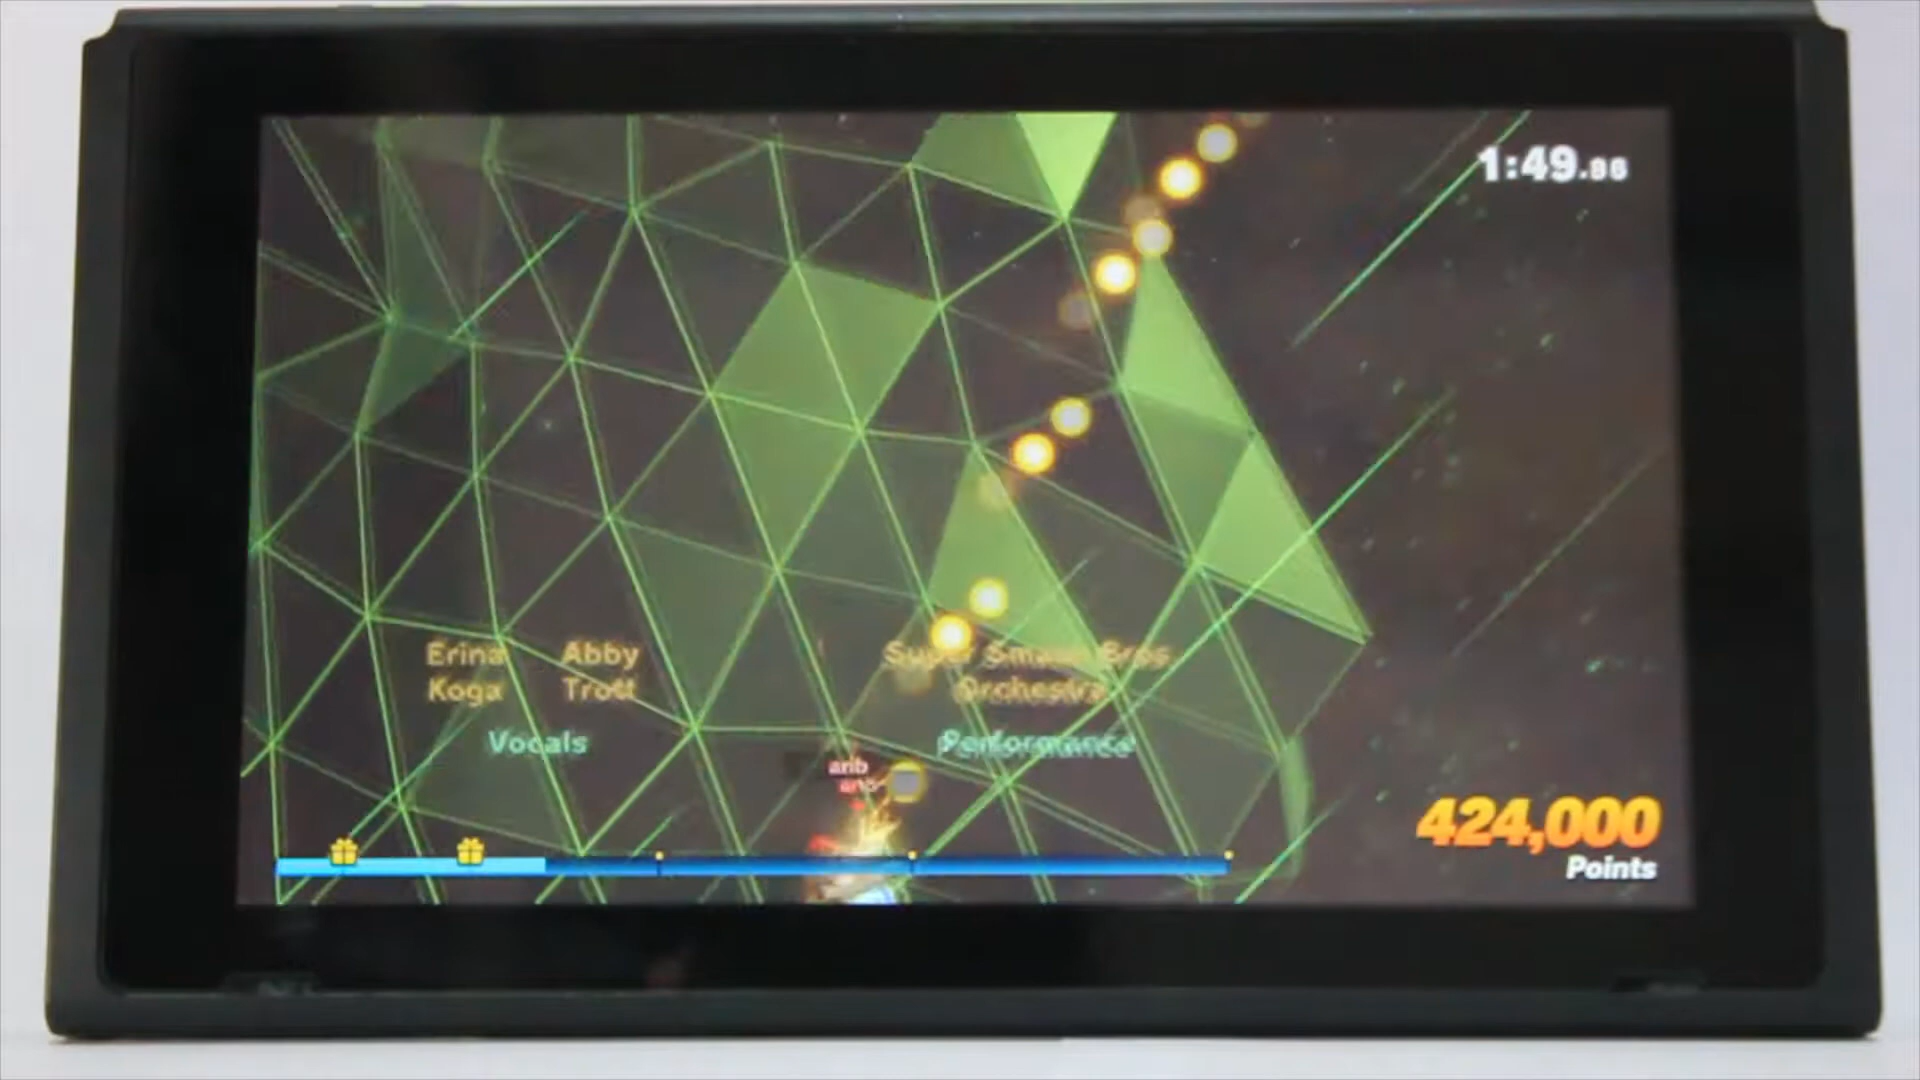 1:49.86
Erina
Koga
Vocals
Abby
Trott
Super Smash Bros
Orchestra
Performance
424,000
Points